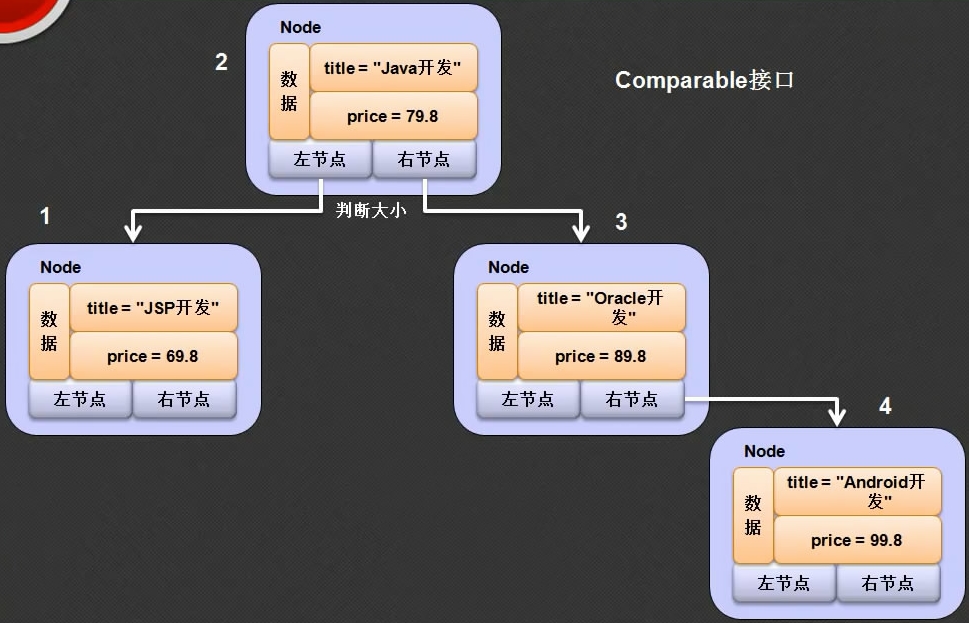 Comparable接口
2
Node
数据
title = "Java开发"
price = 79.8
左节点
右节点
判断大小
1
Node
数据
title = "JSP开发"
price = 69.8
左节点
右节点
3
Node
数据
title = "Oracle开
发"
price = 89.8
左节点
右节点
4
Node
数据
title = "Android开
发"
price = 99.8
左节点
右节点